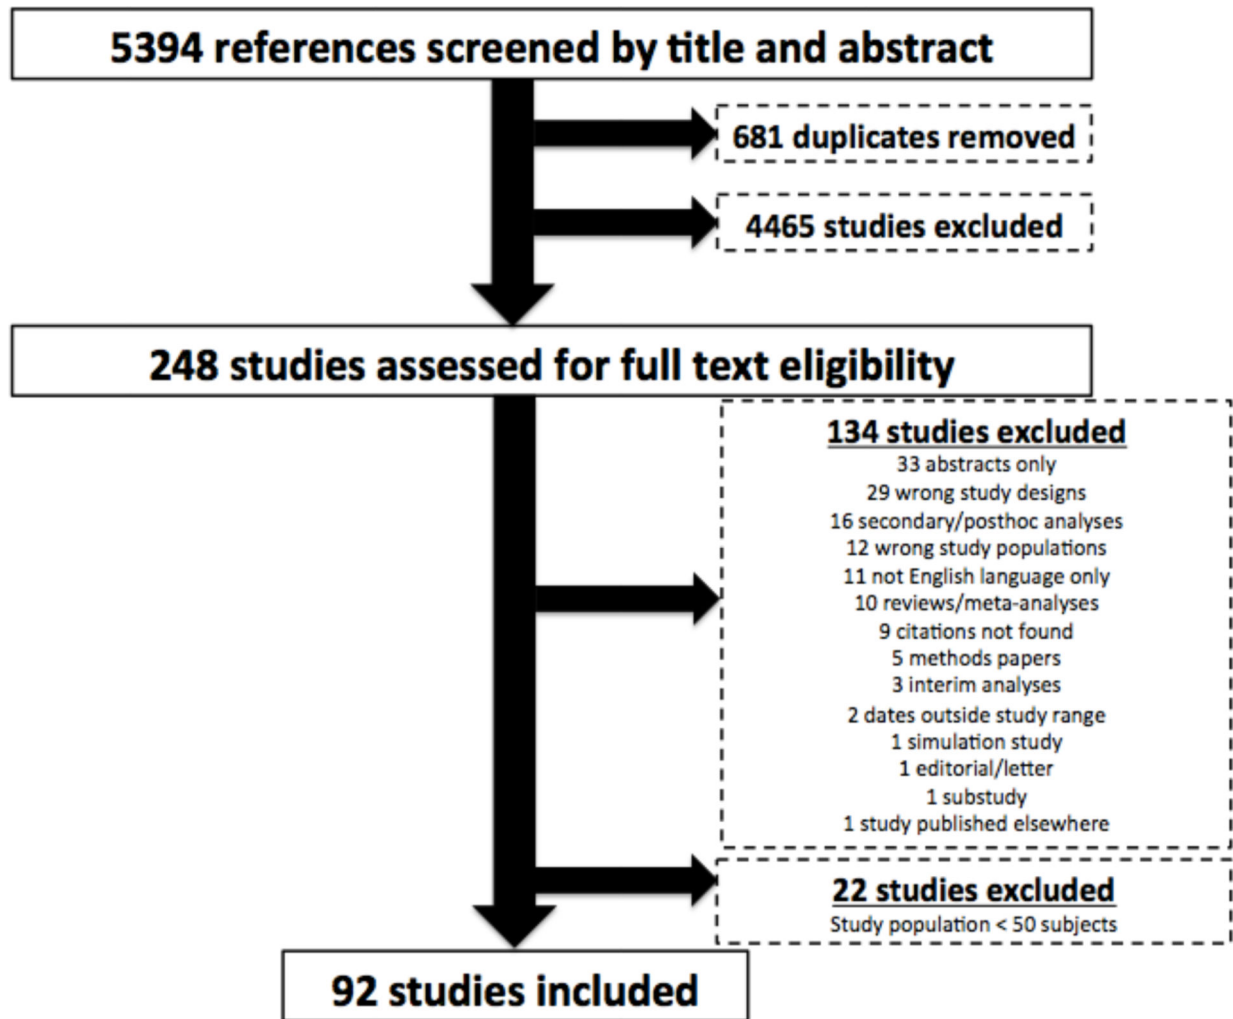 5394 references screened by title and abstract
681 duplicates removed
4465 studies excluded
248 studies assessed for full text eligibility
134 studies excluded
33 abstracts only
29 wrong study designs
16 secondary/posthoc analyses
12 wrong study populations
11 not English language only
10 reviews/meta-analyses
9 citations not found
5 methods papers
3 interim analyses
2 dates outside study range
1 simulation study
1 editorial/letter
1 substudy
1 study published elsewhere
22 studies excluded
Study population < 50 subjects
92 studies included